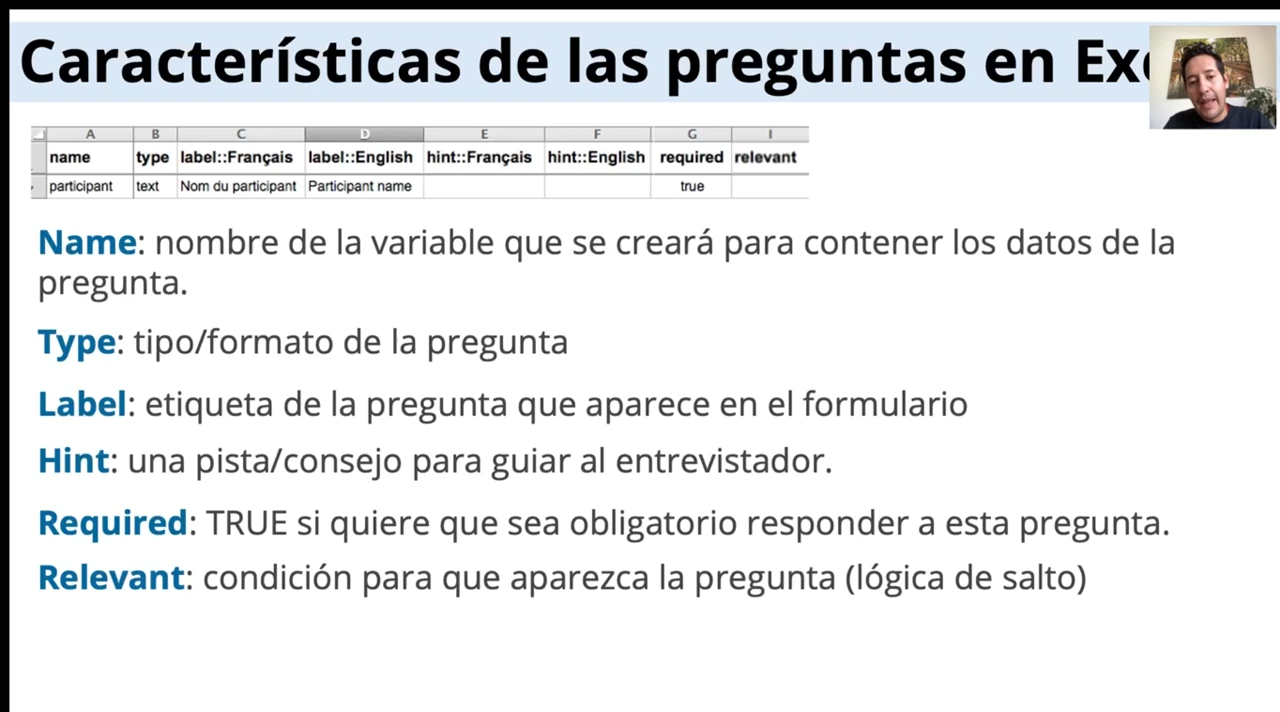 Características de las preguntas en
A B C D E F G I
name type label::Français label::English hint::Français hint::English required relevant
participant text Nom du participant Participant name true
Name: nombre de la variable que se creará para contener los datos de la
pregunta.
Type: tipo/formato de la pregunta
Label: etiqueta de la pregunta que aparece en el formulario
Hint: una pista/consejo para guiar al entrevistador.
Required: TRUE si quiere que sea obligatorio responder a esta pregunta.
Relevant: condición para que aparezca la pregunta (lógica de salto)